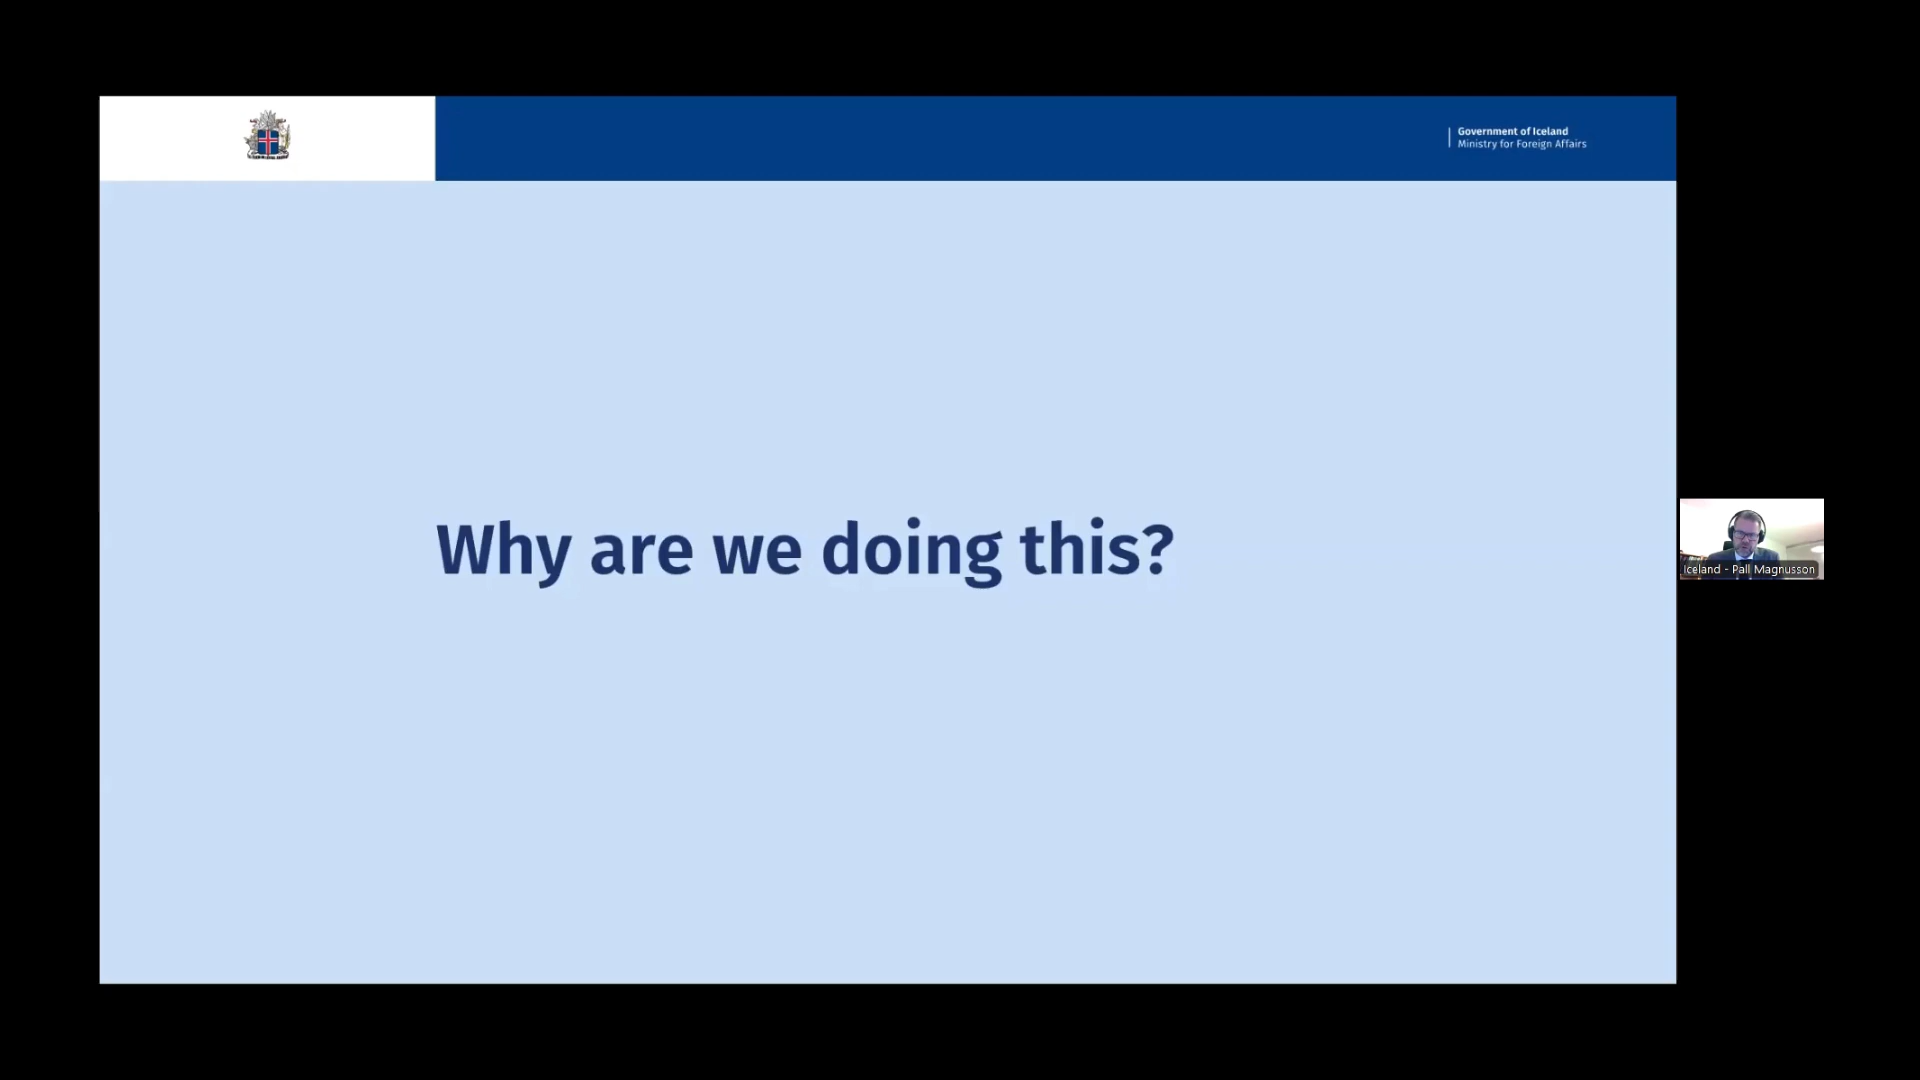 Government of Iceland
Ministry for Foreign Affairs
Why are we doing this?
Iceland - Pall Magnusson